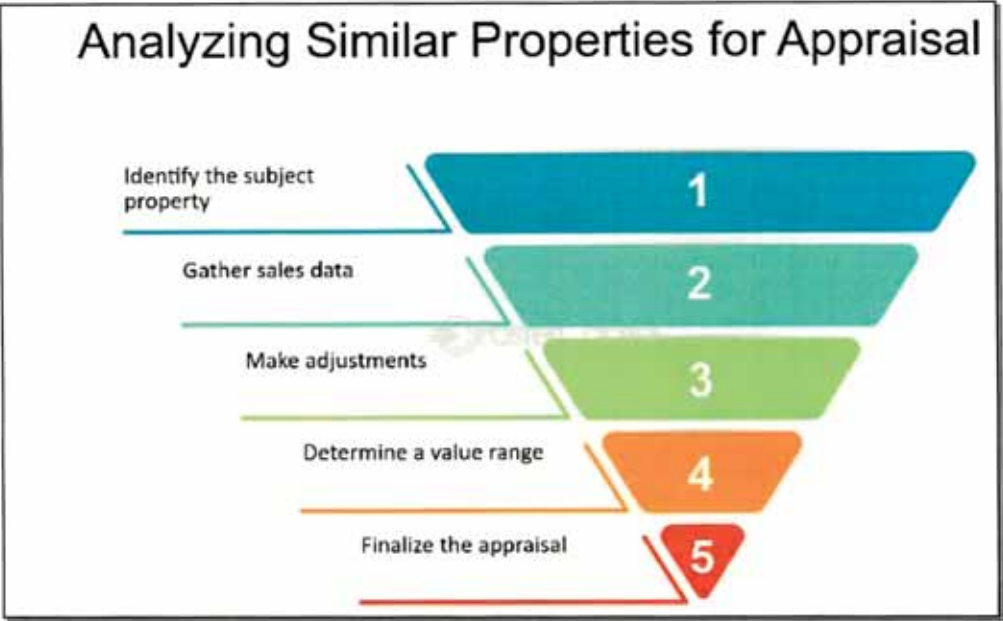 Analyzing Similar Properties for Appraisal
Identify the subject
property
1
Gather sales data
2
Make adjustments
3
Determine a value range
4
Finalize the appraisal
5